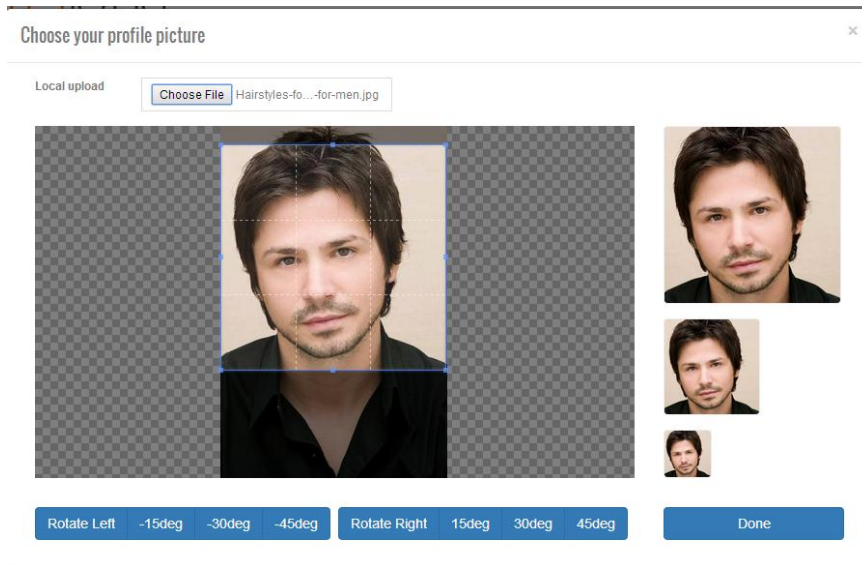 Choose your profile picture
×
Local upload
Choose File Hairstyles-fo...-for-men.jpg
Rotate Left -15deg -30deg -45deg Rotate Right 15deg 30deg 45deg Done